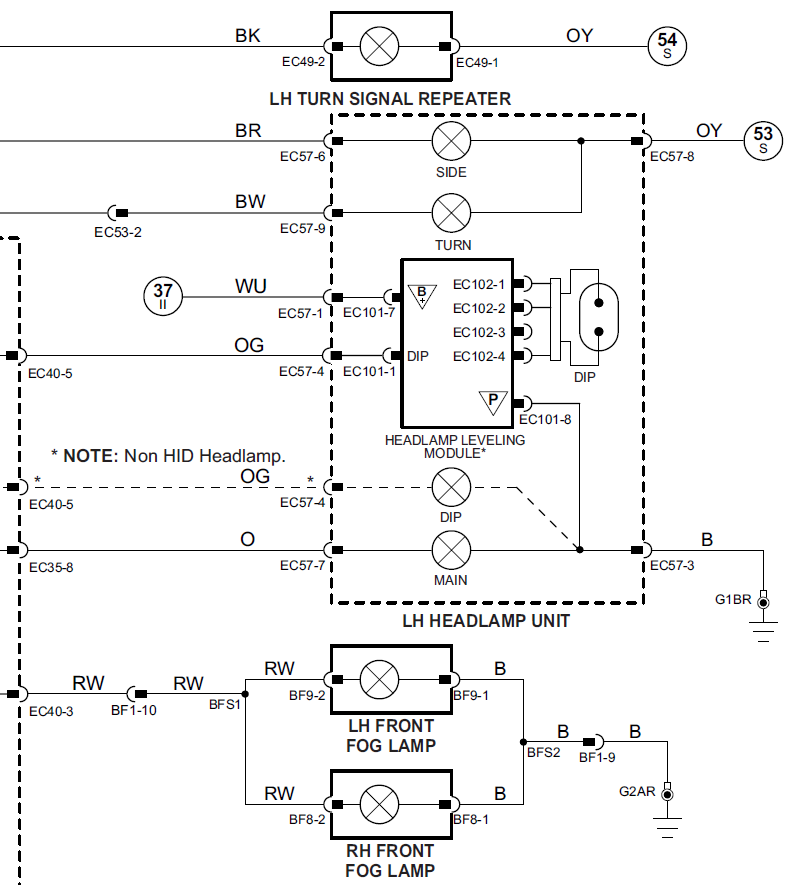 BK
OY
54
S
EC49-2
EC49-1
LH TURN SIGNAL REPEATER
BR
OY
53
S
EC57-6
SIDE
EC57-8
BW
EC53-2
EC57-9
TURN
37
II
WU
EC57-1
EC101-7
B
+
EC102-1
EC102-2
EC102-3
EC102-4
OG
EC40-5
EC57-4
EC101-1
DIP
DIP
P
EC101-8
HEADLAMP LEVELING
MODULE*
* NOTE: Non HID Headlamp.
*
OG
*
EC40-5
EC57-4
DIP
O
B
EC35-8
EC57-7
MAIN
EC57-3
G1BR
LH HEADLAMP UNIT
RW
RW
RW
B
EC40-3
BF1-10
BFS1
BF9-2
BF9-1
LH FRONT
FOG LAMP
B
B
BFS2
BF1-9
G2AR
RW
B
BF8-2
BF8-1
RH FRONT
FOG LAMP